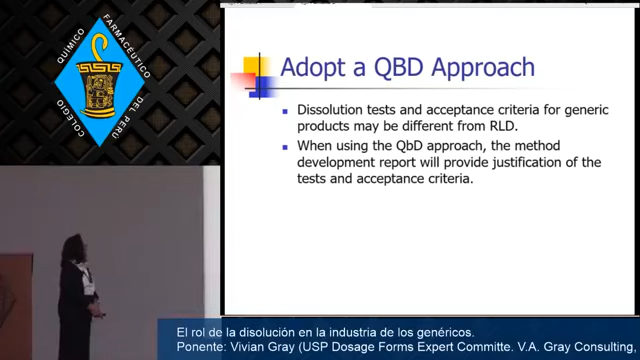 QUÍMICO
FARMACÉUTICO
DEL PERÚ
COLEGIO
Adopt a QBD Approach
Dissolution tests and acceptance criteria for generic
products may be different from RLD.
When using the QbD approach, the method
development report will provide justification of the
tests and acceptance criteria.
El rol de la disolución en la industria de los genéricos.
Ponente: Vivian Gray (USP Dosage Forms Expert Committe. V.A. Gray Consulting,